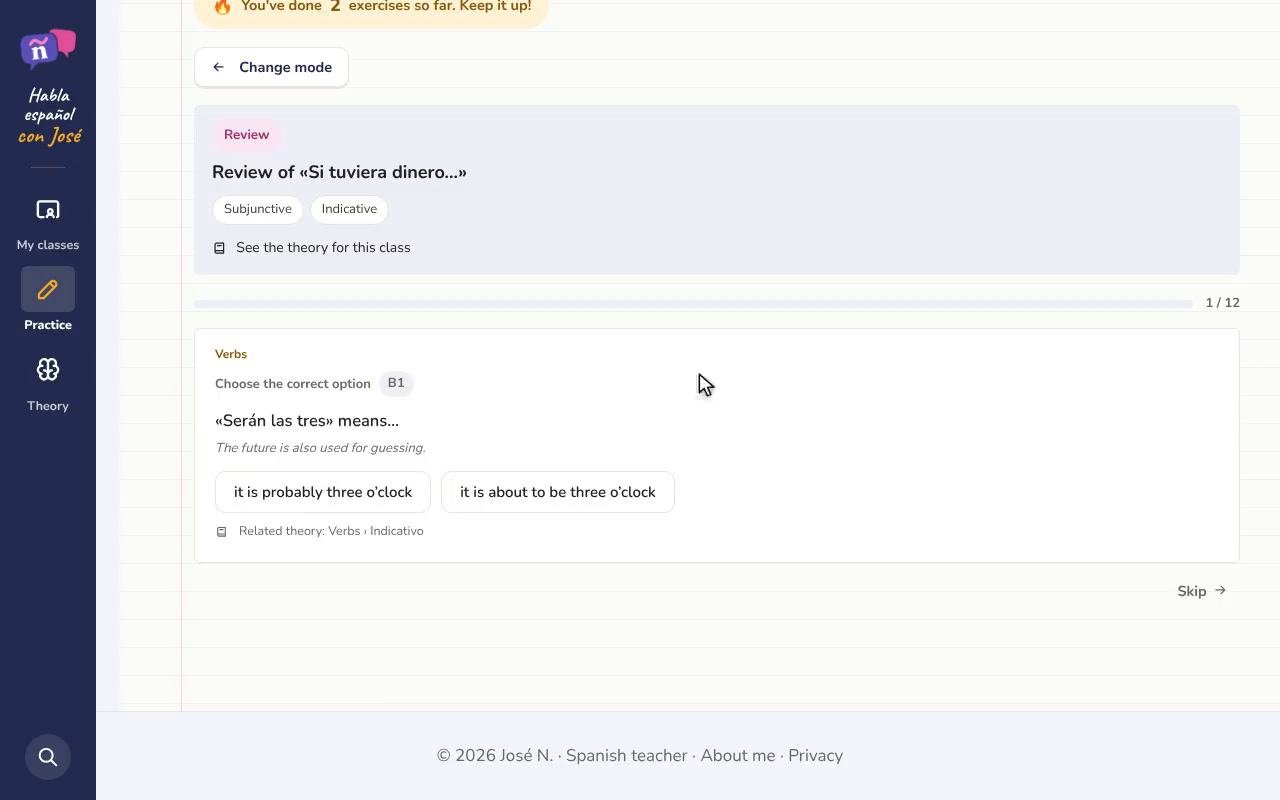 You've done 2 exercises so far. Keep it up!
← Change mode
ñ
Habla
español
con José
Review
Review of «Si tuviera dinero...»
Subjunctive
Indicative
See the theory for this class
My classes
Practice
Theory
1 / 12
Verbs
Choose the correct option B1
«Serán las tres» means...
The future is also used for guessing.
it is probably three o'clock
it is about to be three o'clock
Related theory: Verbs › Indicativo
Skip →
© 2026 José N. · Spanish teacher · About me · Privacy